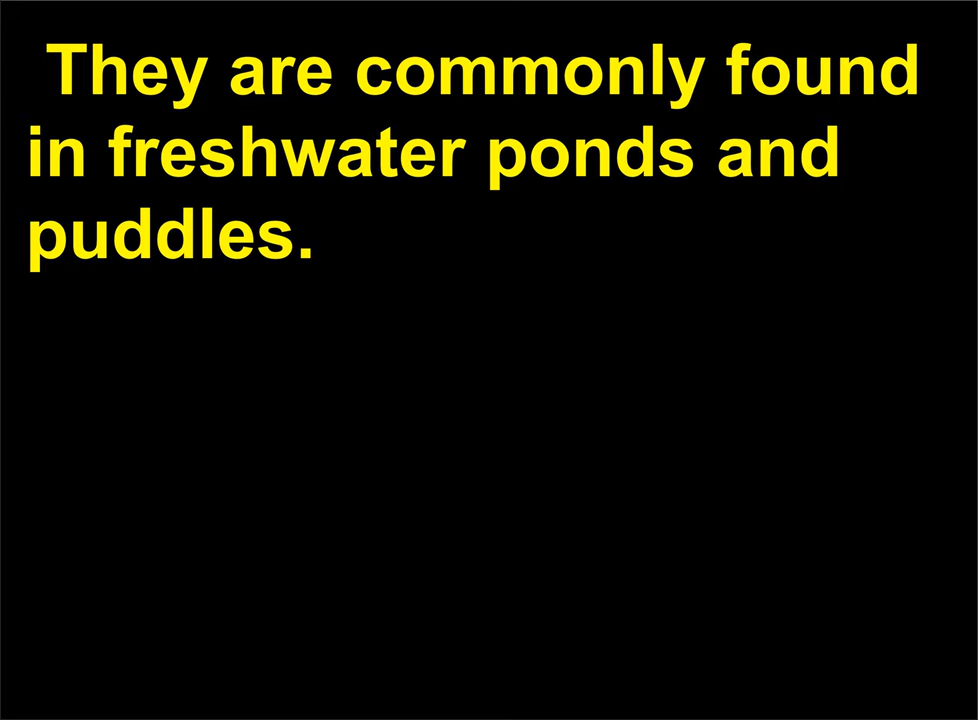 They are commonly found
in freshwater ponds and
puddles.